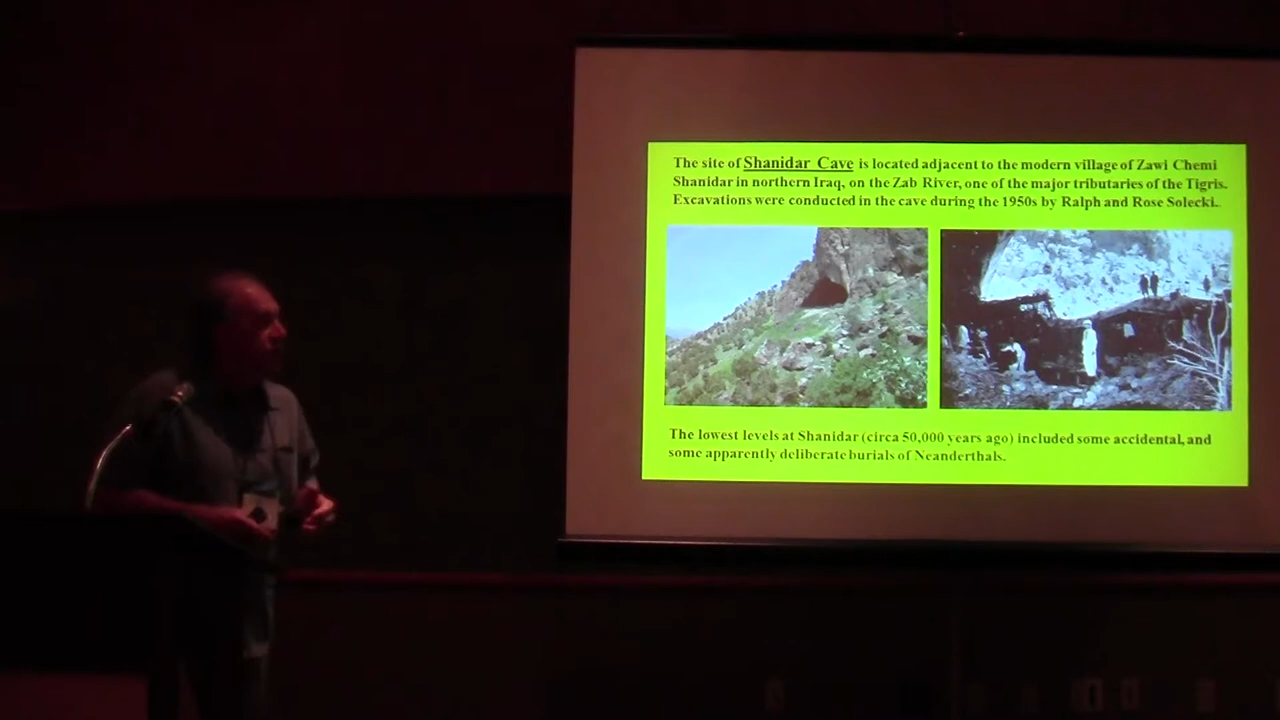 The site of Shanidar Cave is located adjacent to the modern village of Zawi Chemi
Shanidar in northern Iraq, on the Zab River, one of the major tributaries of the Tigris.
Excavations were conducted in the cave during the 1950s by Ralph and Rose Solecki.
The lowest levels at Shanidar (circa 50,000 years ago) included some accidental, and
some apparently deliberate burials of Neanderthals.